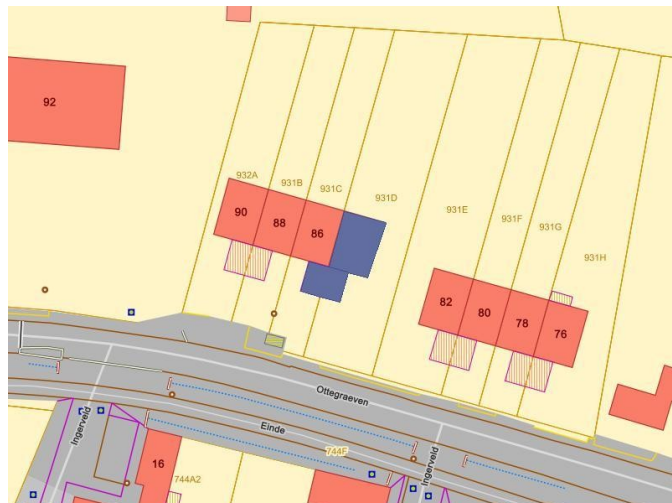 92
932A
931B
931C
931D
931E
931F
931G
931H
90
88
86
82
80
78
76
Ottegraeven
Einde
Ingerveld
Ingerveld
744F
16
744A2